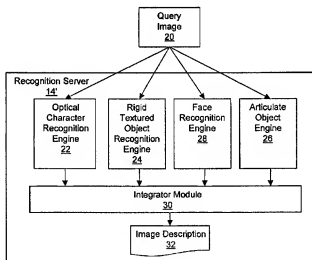 Query
Image
20
Recognition Server
14'
Optical
Character
Recognition
Engine
22
Rigid
Textured
Object
Recognition
Engine
24
Face
Recognition
Engine
28
Articulate
Object
Engine
26
Integrator Module
30
Image Description
32